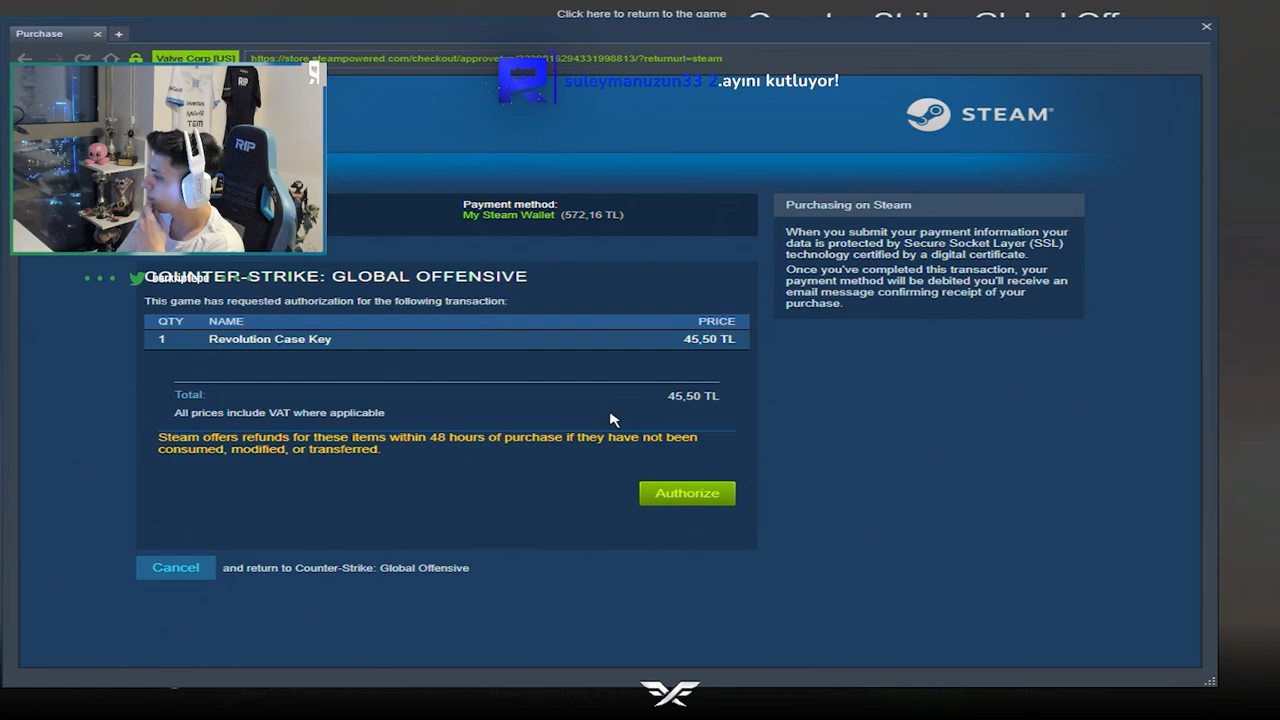 Click here to return to the game
Purchase
Valve Corp [US]
suleymanuzun33 2.ayını kutluyor!
STEAM
RIP
RIP
Payment method:
My Steam Wallet (572,16 TL)
Purchasing on Steam
When you submit your payment information your
data is protected by Secure Socket Layer (SSL)
technology certified by a digital certificate.
Once you've completed this transaction, your
payment method will be debited you'll receive an
email message confirming receipt of your
purchase.
COUNTER-STRIKE: GLOBAL OFFENSIVE
This game has requested authorization for the following transaction:
QTY NAME PRICE
1 Revolution Case Key 45,50 TL
Total: 45,50 TL
All prices include VAT where applicable
Steam offers refunds for these items within 48 hours of purchase if they have not been
consumed, modified, or transferred.
Authorize
Cancel and return to Counter-Strike: Global Offensive